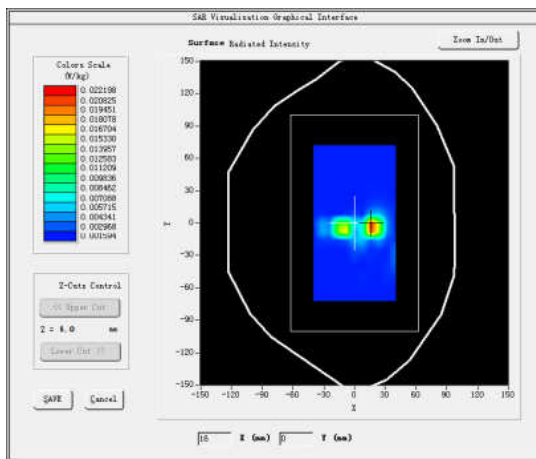 SAR Visualization Graphical Interface
Surface Radiated Intensity
Zoom In/Out
Colors Scale
(W/kg)
0.022198
0.020825
0.019451
0.018078
0.016704
0.015330
0.013957
0.012583
0.011209
0.009836
0.008462
0.007088
0.005715
0.004341
0.002968
0.001594
150
120
90
60
30
0
-30
-60
-90
-120
-150
Y
-150 -120 -90 -60 -30 0 30 60 90 120 150
X
Z-Cuts Control
<< Upper Cut
Z = 4.0 mm
Lower Cut >>
SAVE
Cancel
16 X (mm) 0 Y (mm)